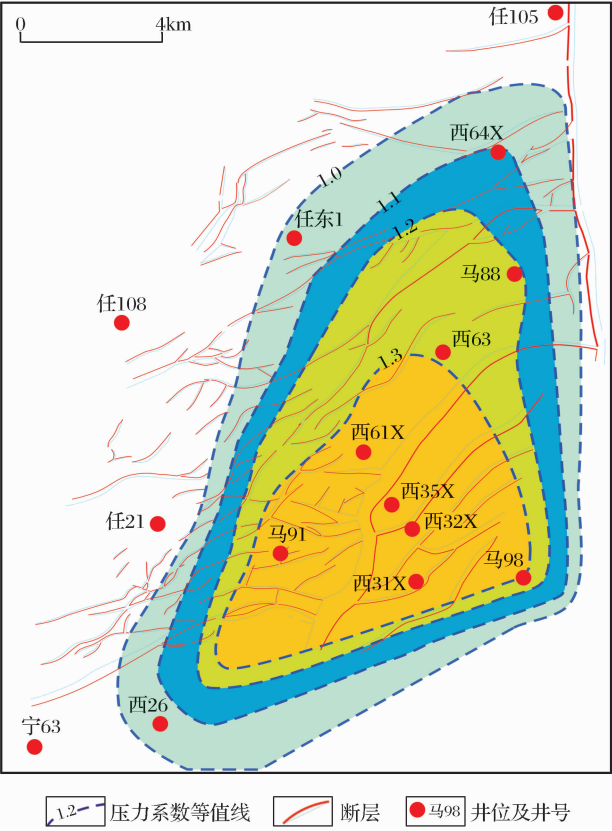 0 4km
任105
西64X
1.0
1.1
任东1
1.2
马88
任108
西63
1.3
西61X
西35X
任21
西32X
马91
马98
西31X
西26
宁63
1.2 压力系数等值线
断层
马98 井位及井号